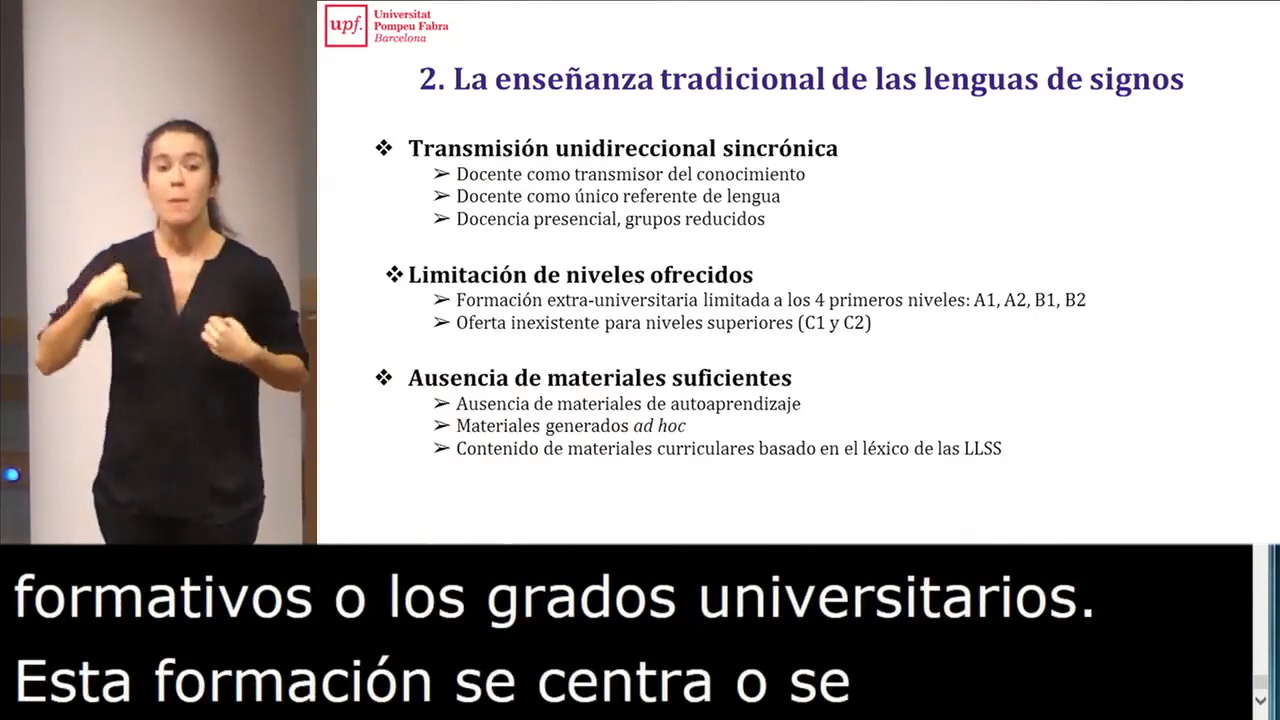 upf.
Universitat
Pompeu Fabra
Barcelona
2. La enseñanza tradicional de las lenguas de signos
❖ Transmisión unidireccional sincrónica
➢ Docente como transmisor del conocimiento
➢ Docente como único referente de lengua
➢ Docencia presencial, grupos reducidos
❖ Limitación de niveles ofrecidos
➢ Formación extra-universitaria limitada a los 4 primeros niveles: A1, A2, B1, B2
➢ Oferta inexistente para niveles superiores (C1 y C2)
❖ Ausencia de materiales suficientes
➢ Ausencia de materiales de autoaprendizaje
➢ Materiales generados ad hoc
➢ Contenido de materiales curriculares basado en el léxico de las LLSS
formativos o los grados universitarios.
Esta formación se centra o se